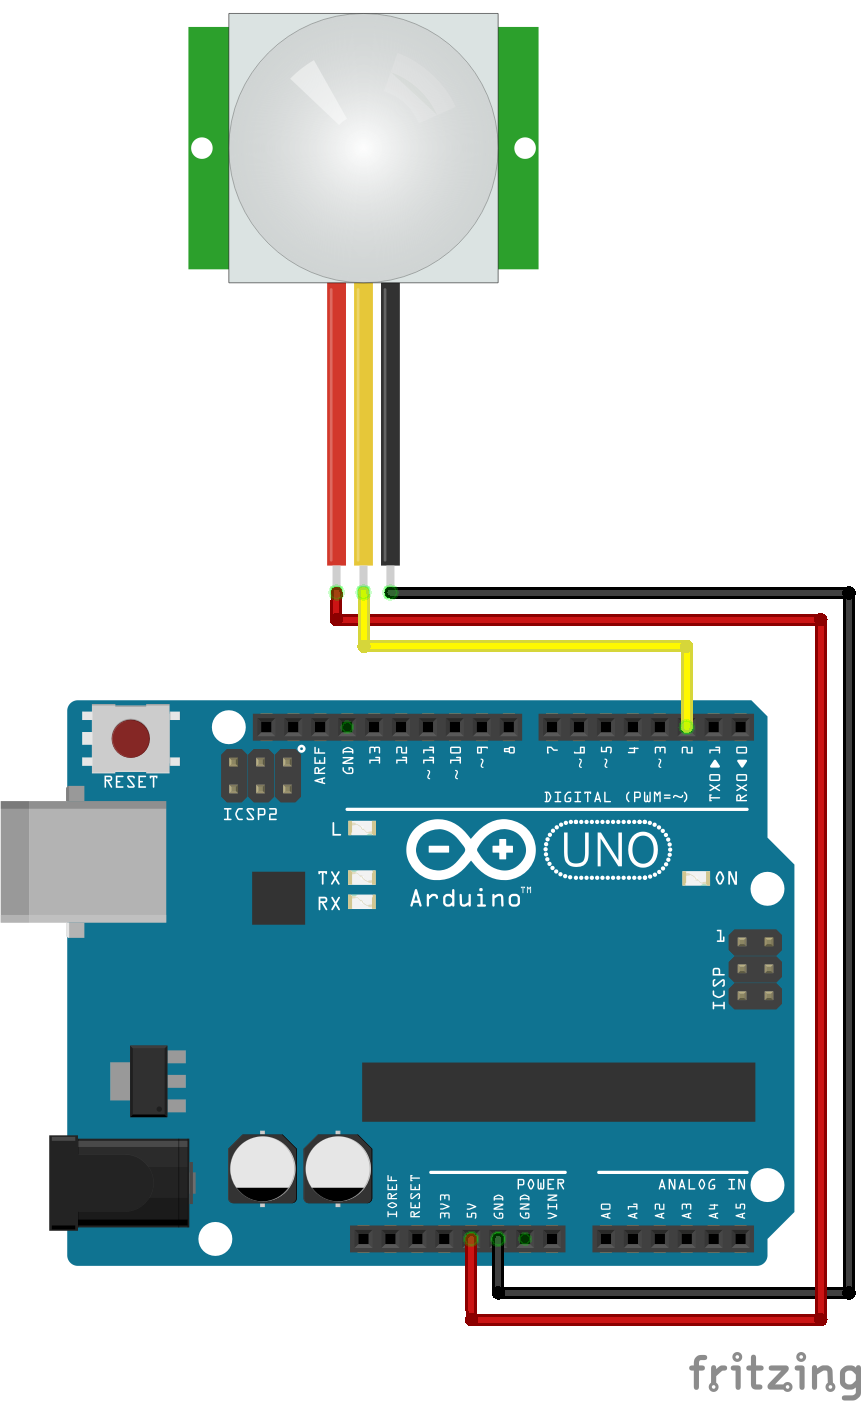 RESET
ICSP2
AREF
GND
13
12
~11
~10
~9
8
7
~6
~5
4
~3
2
TX0▶1
RX0◀0
DIGITAL (PWM=~)
L
TX
RX
Arduino™
UNO
ON
1
ICSP
IOREF
RESET
3V3
5V
GND
GND
VIN
POWER
ANALOG IN
A0
A1
A2
A3
A4
A5
fritzing